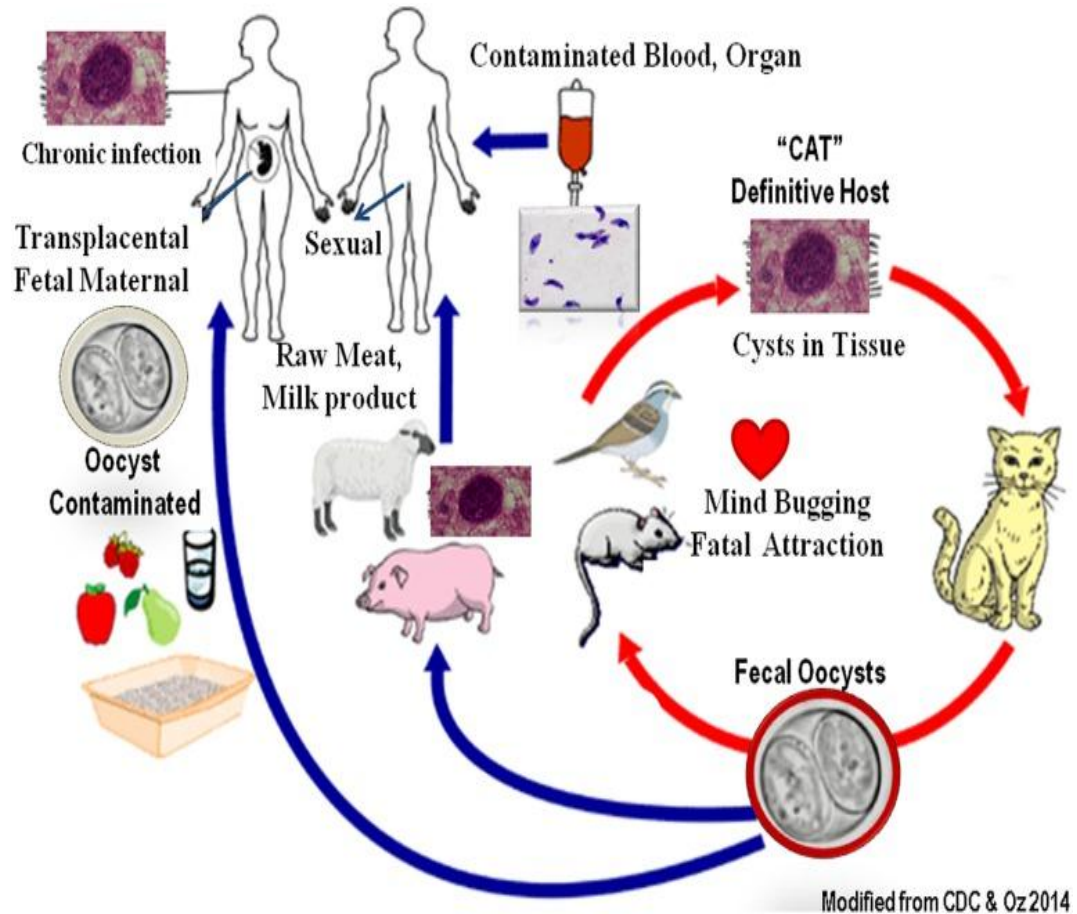 Contaminated Blood, Organ
Chronic infection
"CAT"
Definitive Host
Transplacental
Fetal Maternal
Sexual
Cysts in Tissue
Raw Meat,
Milk product
Oocyst
Contaminated
Mind Bugging
Fatal Attraction
Fecal Oocysts
Modified from CDC & Oz 2014